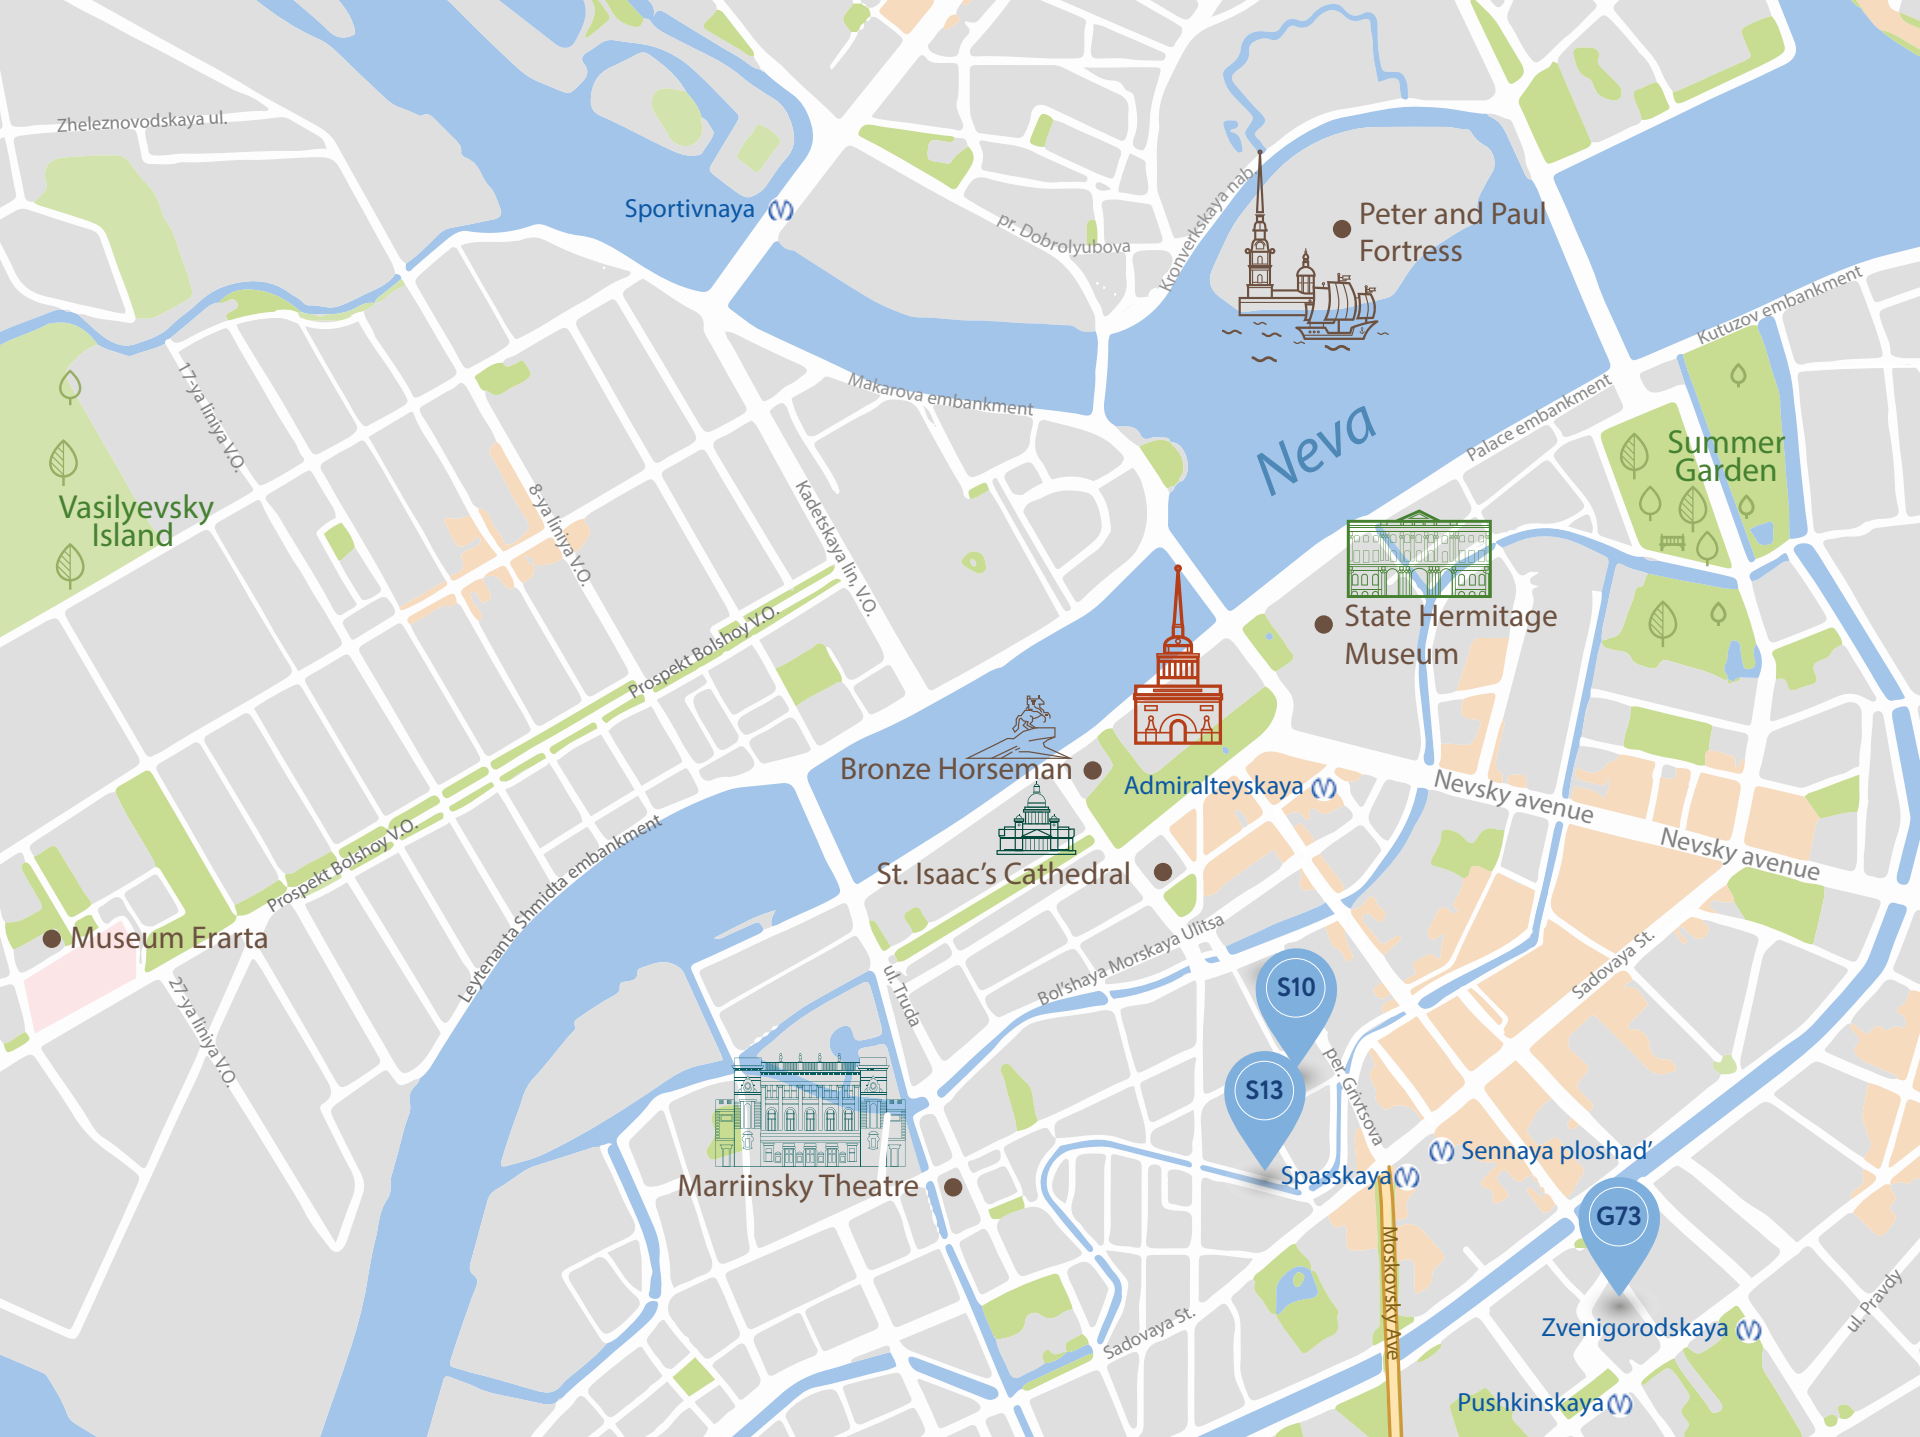 Zheleznovodskaya ul.
Sportivnaya
pr. Dobrolyubova
Kronverkskaya nab.
Peter and Paul
Fortress
Kutuzov embankment
17-ya liniya V.O.
Makarova embankment
Neva
Palace embankment
Summer
Garden
Vasilyevsky
Island
8-ya liniya V.O.
Kadetskaya lin, V.O.
State Hermitage
Museum
Prospekt Bolshoy V.O.
Bronze Horseman
Admiralteyskaya
Nevsky avenue
Nevsky avenue
Prospekt Bolshoy V.O.
Leytenanta Shmidta embankment
St. Isaac’s Cathedral
Museum Erarta
Bol'shaya Morskaya Ulitsa
Sadovaya St.
27-ya liniya V.O.
ul. Truda
S10
per. Grivtsova
S13
Sennaya ploshad’
Spasskaya
Marriinsky Theatre
G73
Moskovsky Ave
Sadovaya St.
ul. Pravdy
Zvenigorodskaya
Pushkinskaya